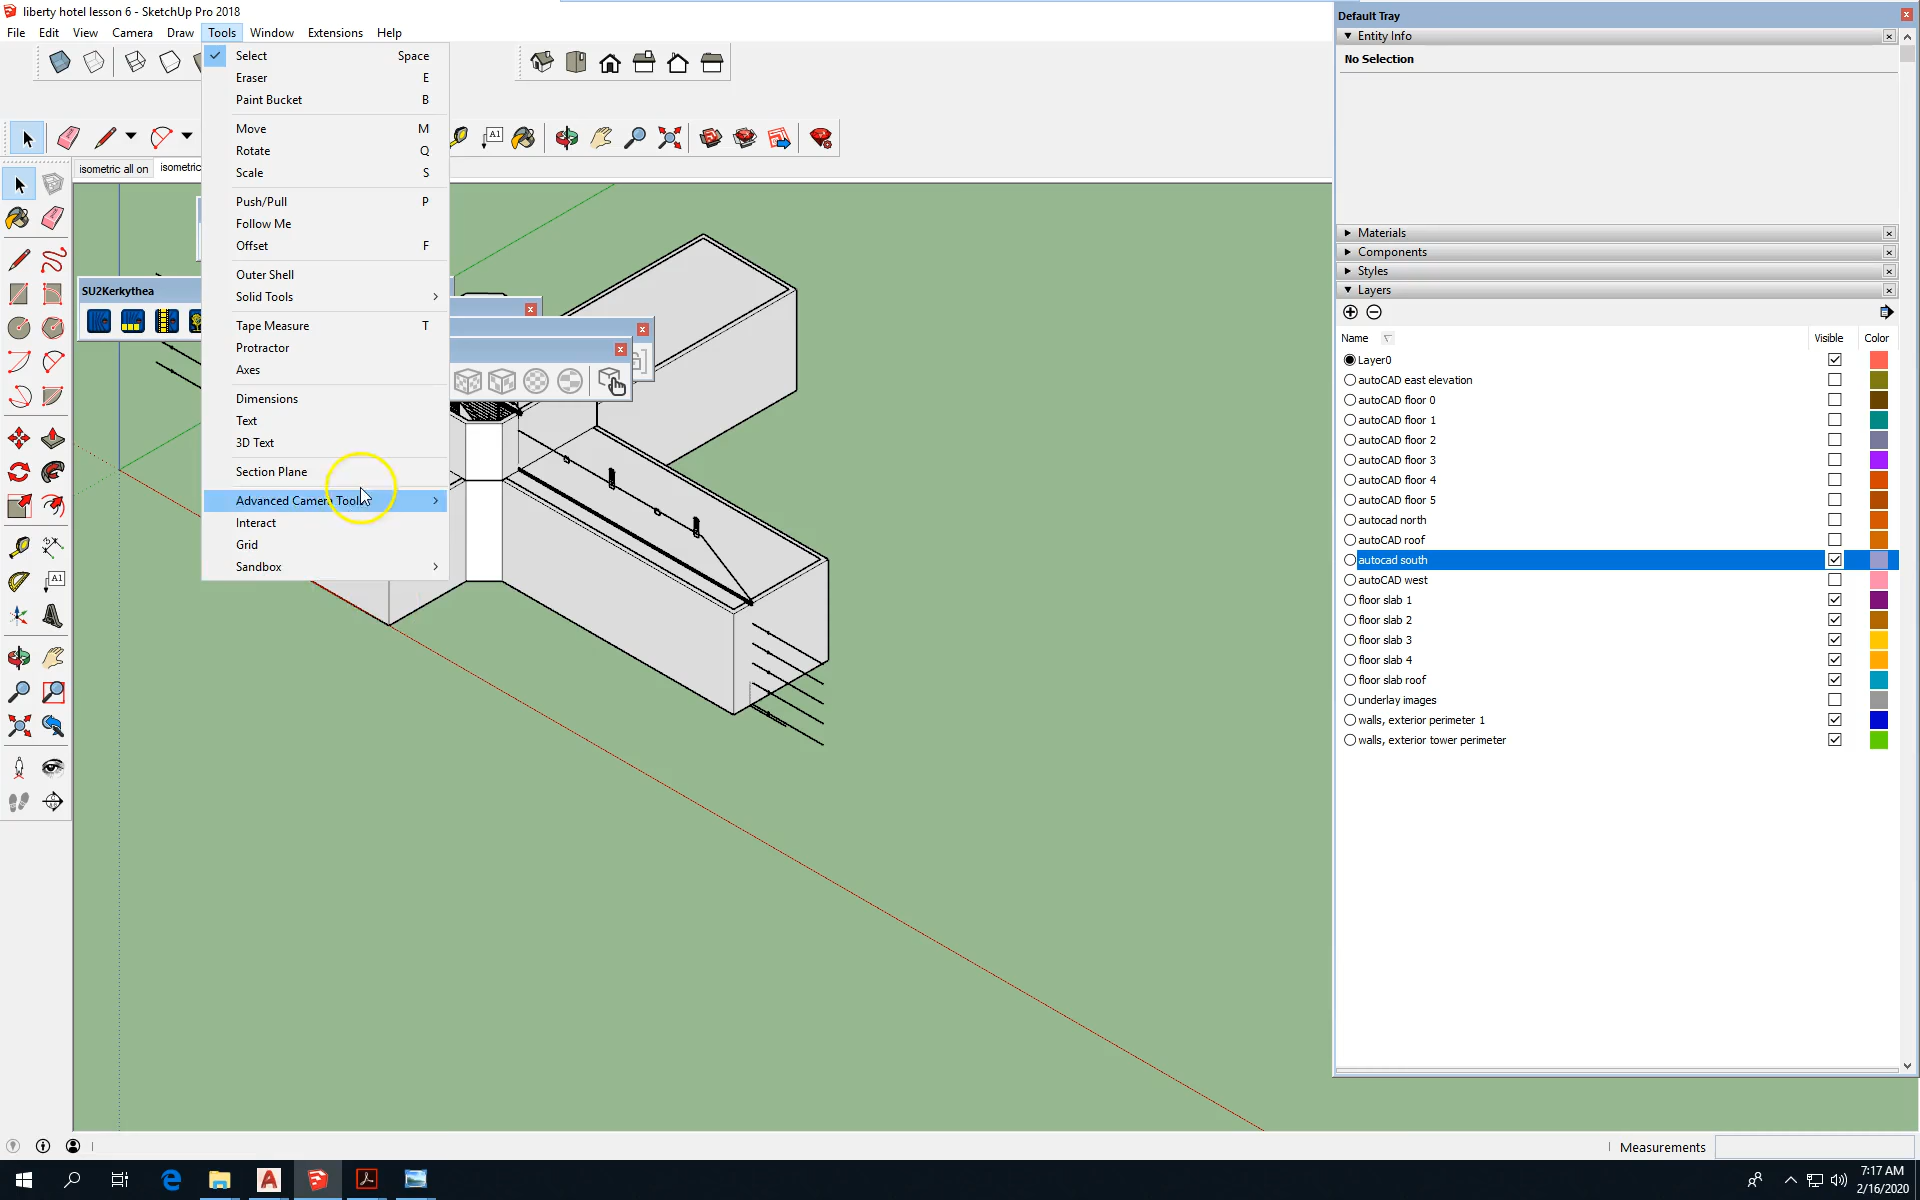 liberty hotel lesson 6 - SketchUp Pro 2018
File Edit View Camera Draw Tools Window Extensions Help
Select Space
Eraser E
Paint Bucket B
Move M
Rotate Q
Scale S
Push/Pull P
Follow Me
Offset F
Outer Shell
Solid Tools
Tape Measure T
Protractor
Axes
Dimensions
Text
3D Text
Section Plane
Advanced Camera Tools
Interact
Grid
Sandbox
A1
isometric all on
isometric
SU2Kerkythea
A1
Default Tray
Entity Info
No Selection
Materials
Components
Styles
Layers
Name Visible Color
Layer0
autoCAD east elevation
autoCAD floor 0
autoCAD floor 1
autoCAD floor 2
autoCAD floor 3
autoCAD floor 4
autoCAD floor 5
autocad north
autoCAD roof
autocad south
autoCAD west
floor slab 1
floor slab 2
floor slab 3
floor slab 4
floor slab roof
underlay images
walls, exterior perimeter 1
walls, exterior tower perimeter
Measurements
7:17 AM
2/16/2020